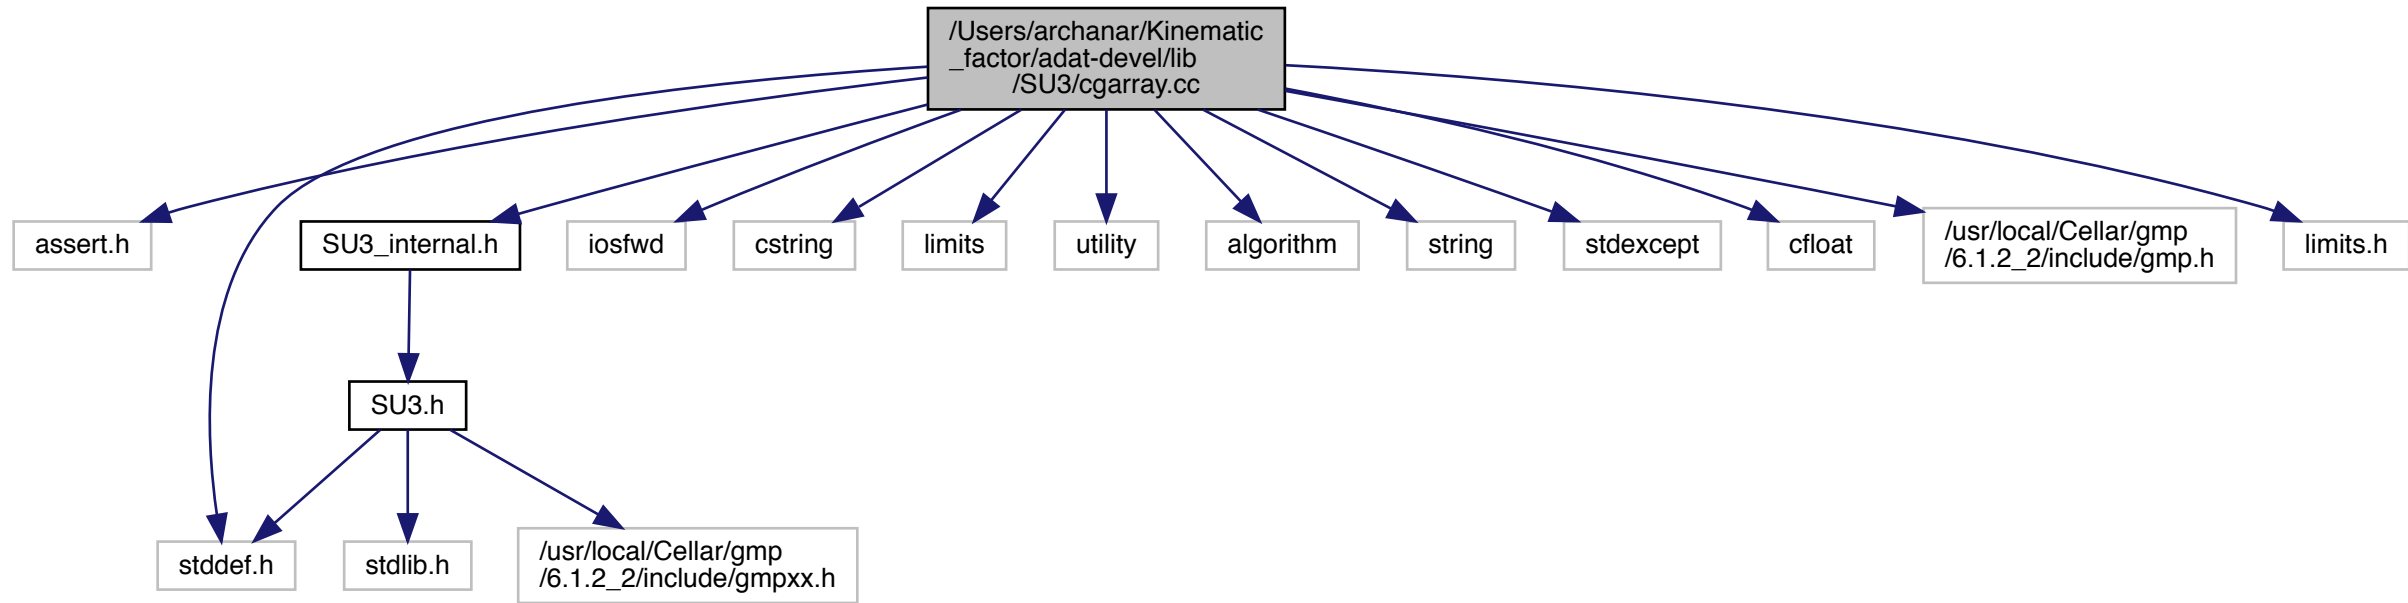 /Users/archanar/Kinematic
_factor/adat-devel/lib
/SU3/cgarray.cc
assert.h
SU3_internal.h
iosfwd
cstring
limits
utility
algorithm
string
stdexcept
cfloat
/usr/local/Cellar/gmp
/6.1.2_2/include/gmp.h
limits.h
SU3.h
stddef.h
stdlib.h
/usr/local/Cellar/gmp
/6.1.2_2/include/gmpxx.h